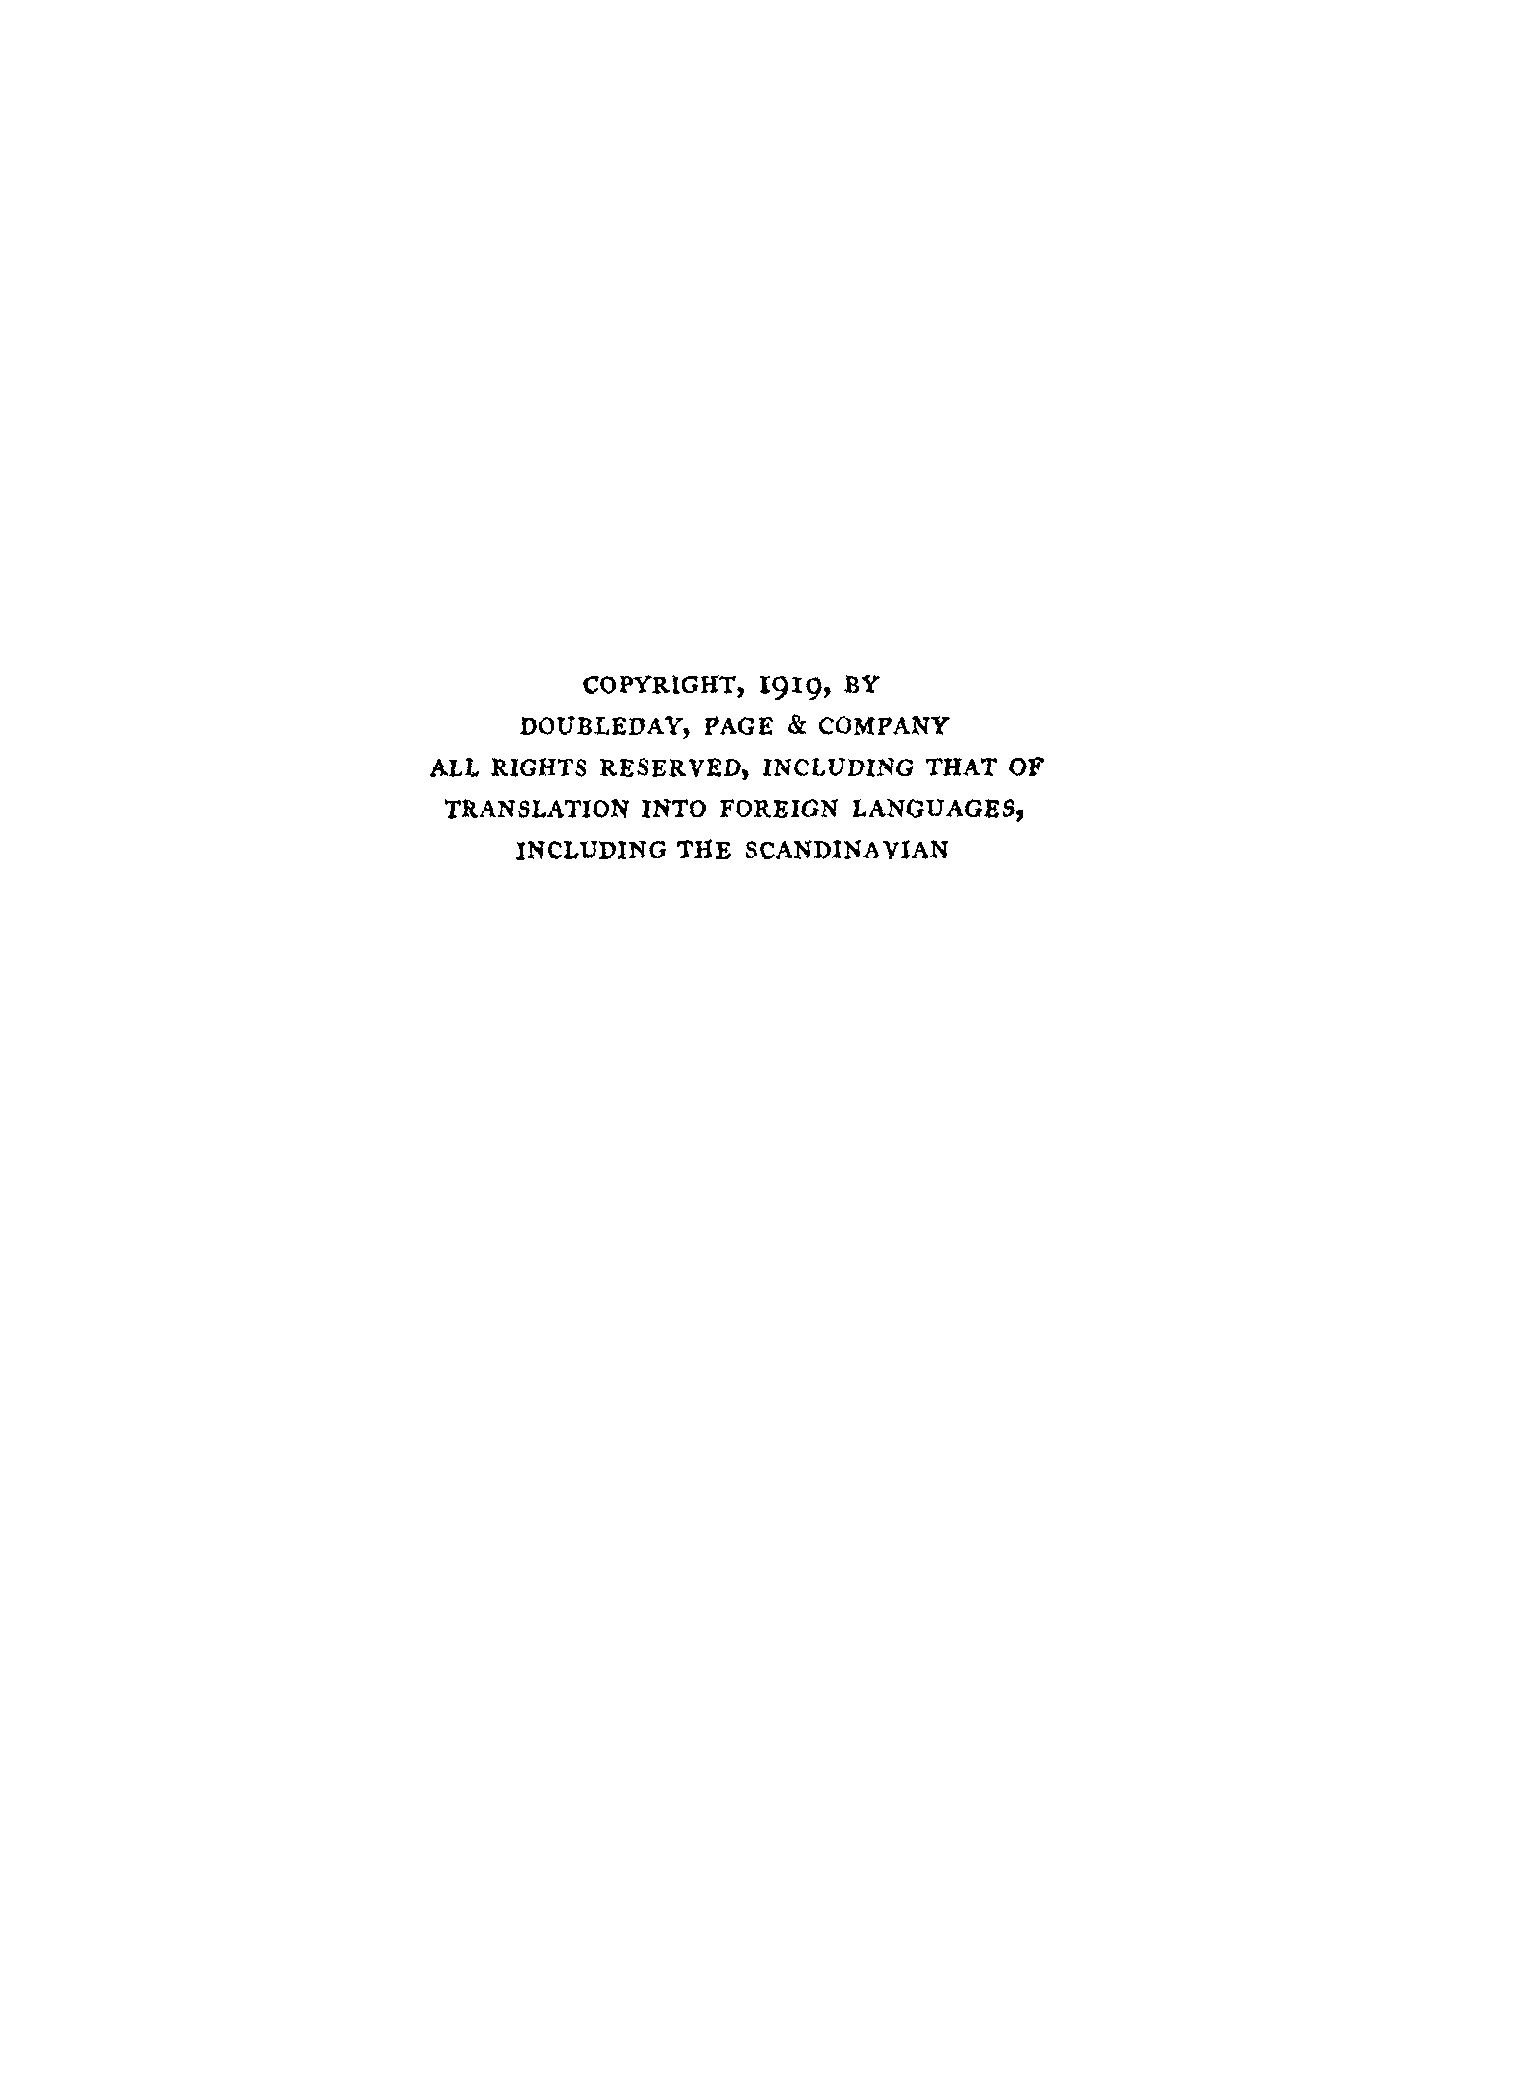 COPYRIGHT, 1919, BY
DOUBLEDAY, PAGE & COMPANY
ALL RIGHTS RESERVED, INCLUDING THAT OF
TRANSLATION INTO FOREIGN LANGUAGES,
INCLUDING THE SCANDINAVIAN